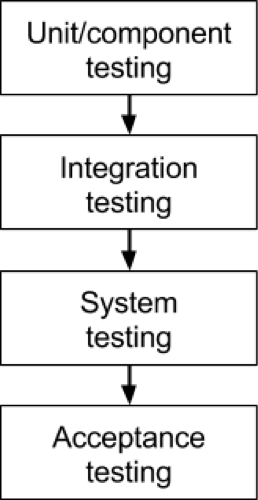 Unit/component
testing
Integration
testing
System
testing
Acceptance
testing